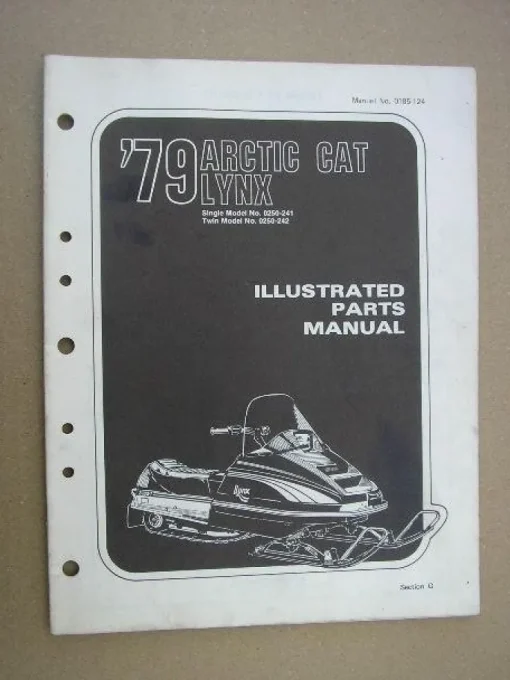 Manual No. 0185-124
'79 ARCTIC CAT
LYNX
Single Model No. 0250-241
Twin Model No. 0250-242
ILLUSTRATED
PARTS
MANUAL
lynx
Section